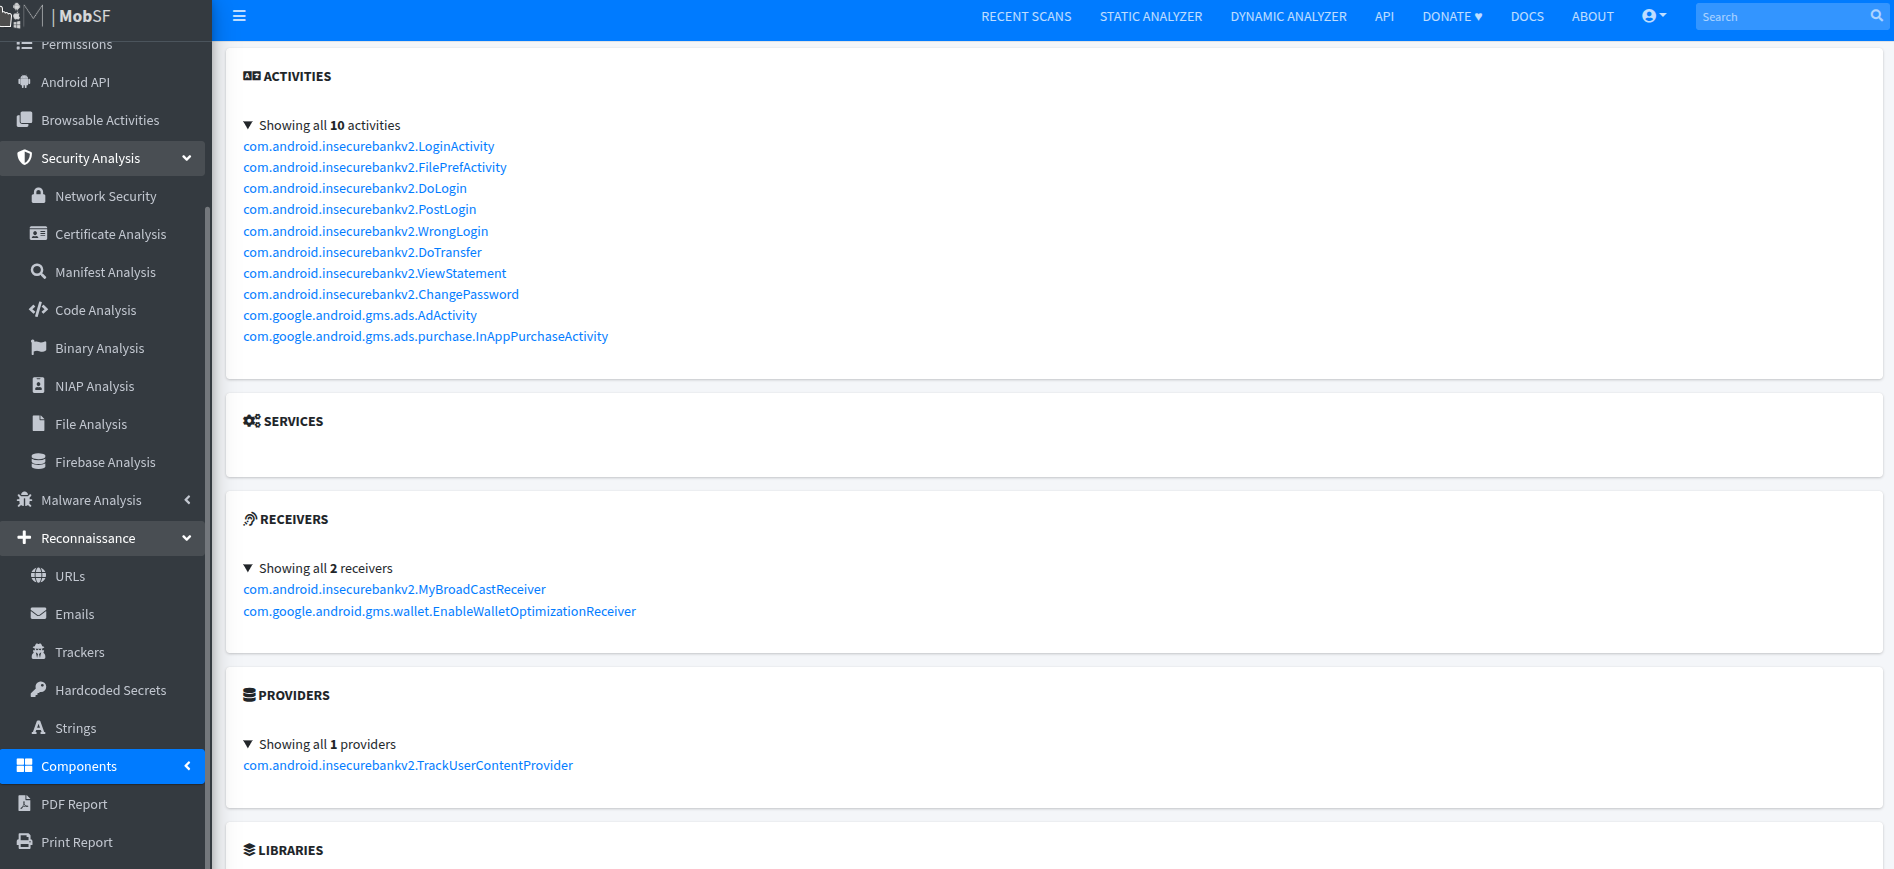 MobSF
RECENT SCANS
STATIC ANALYZER
DYNAMIC ANALYZER
API
DONATE ♥
DOCS
ABOUT
Search
Permissions
Android API
Browsable Activities
Security Analysis
Network Security
Certificate Analysis
Manifest Analysis
Code Analysis
Binary Analysis
NIAP Analysis
File Analysis
Firebase Analysis
Malware Analysis
Reconnaissance
URLs
Emails
Trackers
Hardcoded Secrets
Strings
Components
PDF Report
Print Report
ACTIVITIES
Showing all 10 activities
com.android.insecurebankv2.LoginActivity
com.android.insecurebankv2.FilePrefActivity
com.android.insecurebankv2.DoLogin
com.android.insecurebankv2.PostLogin
com.android.insecurebankv2.WrongLogin
com.android.insecurebankv2.DoTransfer
com.android.insecurebankv2.ViewStatement
com.android.insecurebankv2.ChangePassword
com.google.android.gms.ads.AdActivity
com.google.android.gms.ads.purchase.InAppPurchaseActivity
SERVICES
RECEIVERS
Showing all 2 receivers
com.android.insecurebankv2.MyBroadCastReceiver
com.google.android.gms.wallet.EnableWalletOptimizationReceiver
PROVIDERS
Showing all 1 providers
com.android.insecurebankv2.TrackUserContentProvider
LIBRARIES